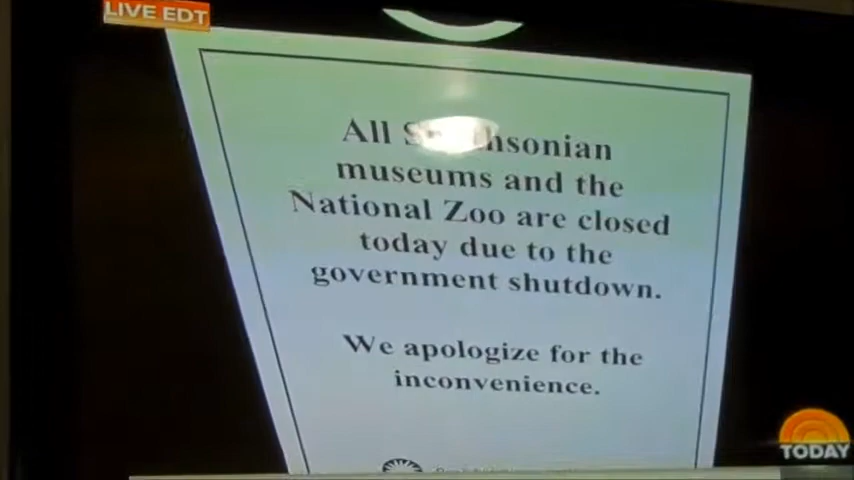 LIVE EDT
All Smithsonian
museums and the
National Zoo are closed
today due to the
government shutdown.
We apologize for the
inconvenience.
TODAY